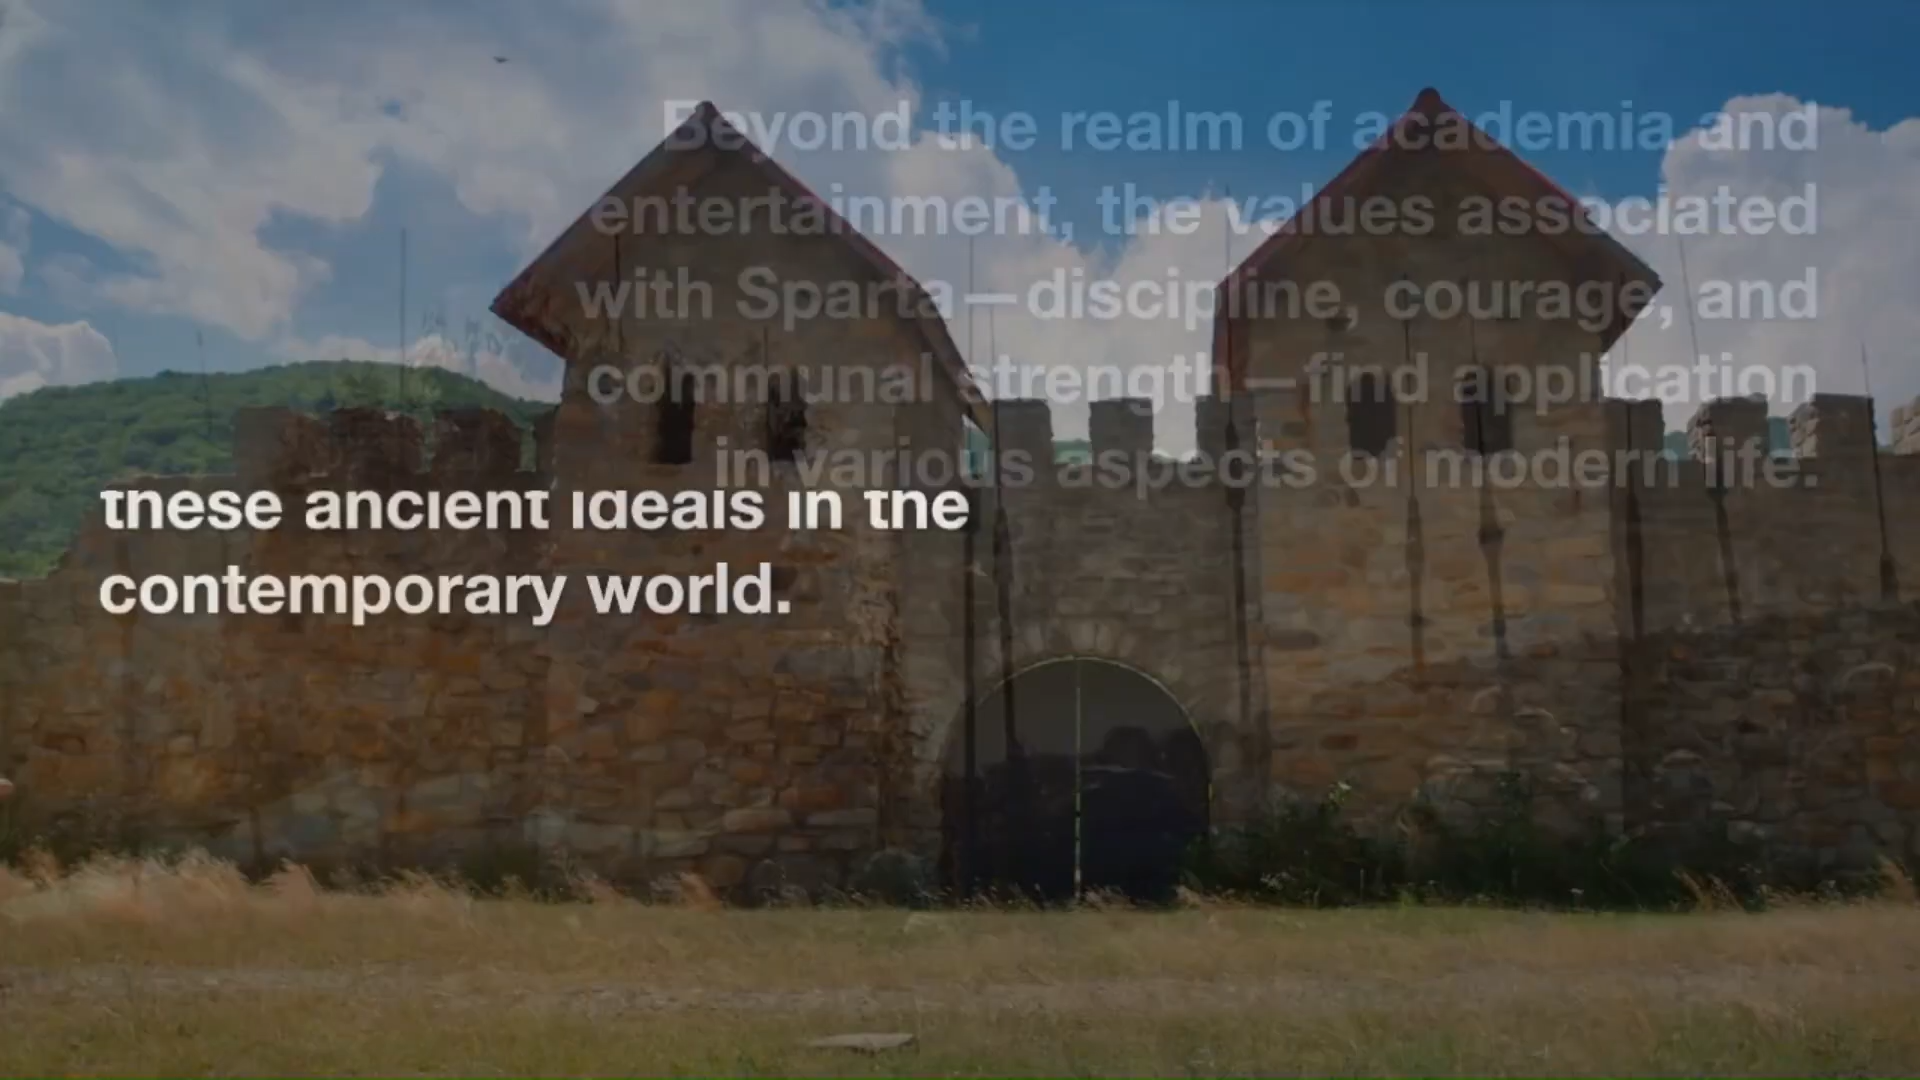 Beyond the realm of academia and
entertainment, the values associated
with Sparta—discipline, courage, and
communal strength—find application
in various aspects of modern life.
these ancient ideals in the
contemporary world.